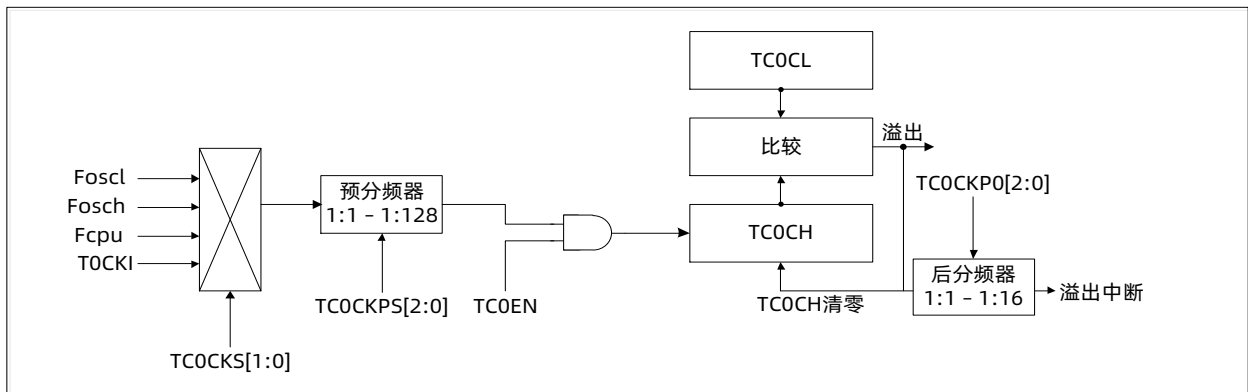 TC0CL
比较
溢出
Foscl
Fosch
Fcpu
T0CKI
预分频器
1:1 – 1:128
TC0CKP0[2:0]
TC0CH
后分频器
1:1 – 1:16
溢出中断
TC0CKPS[2:0]
TC0EN
TC0CH清零
TC0CKS[1:0]